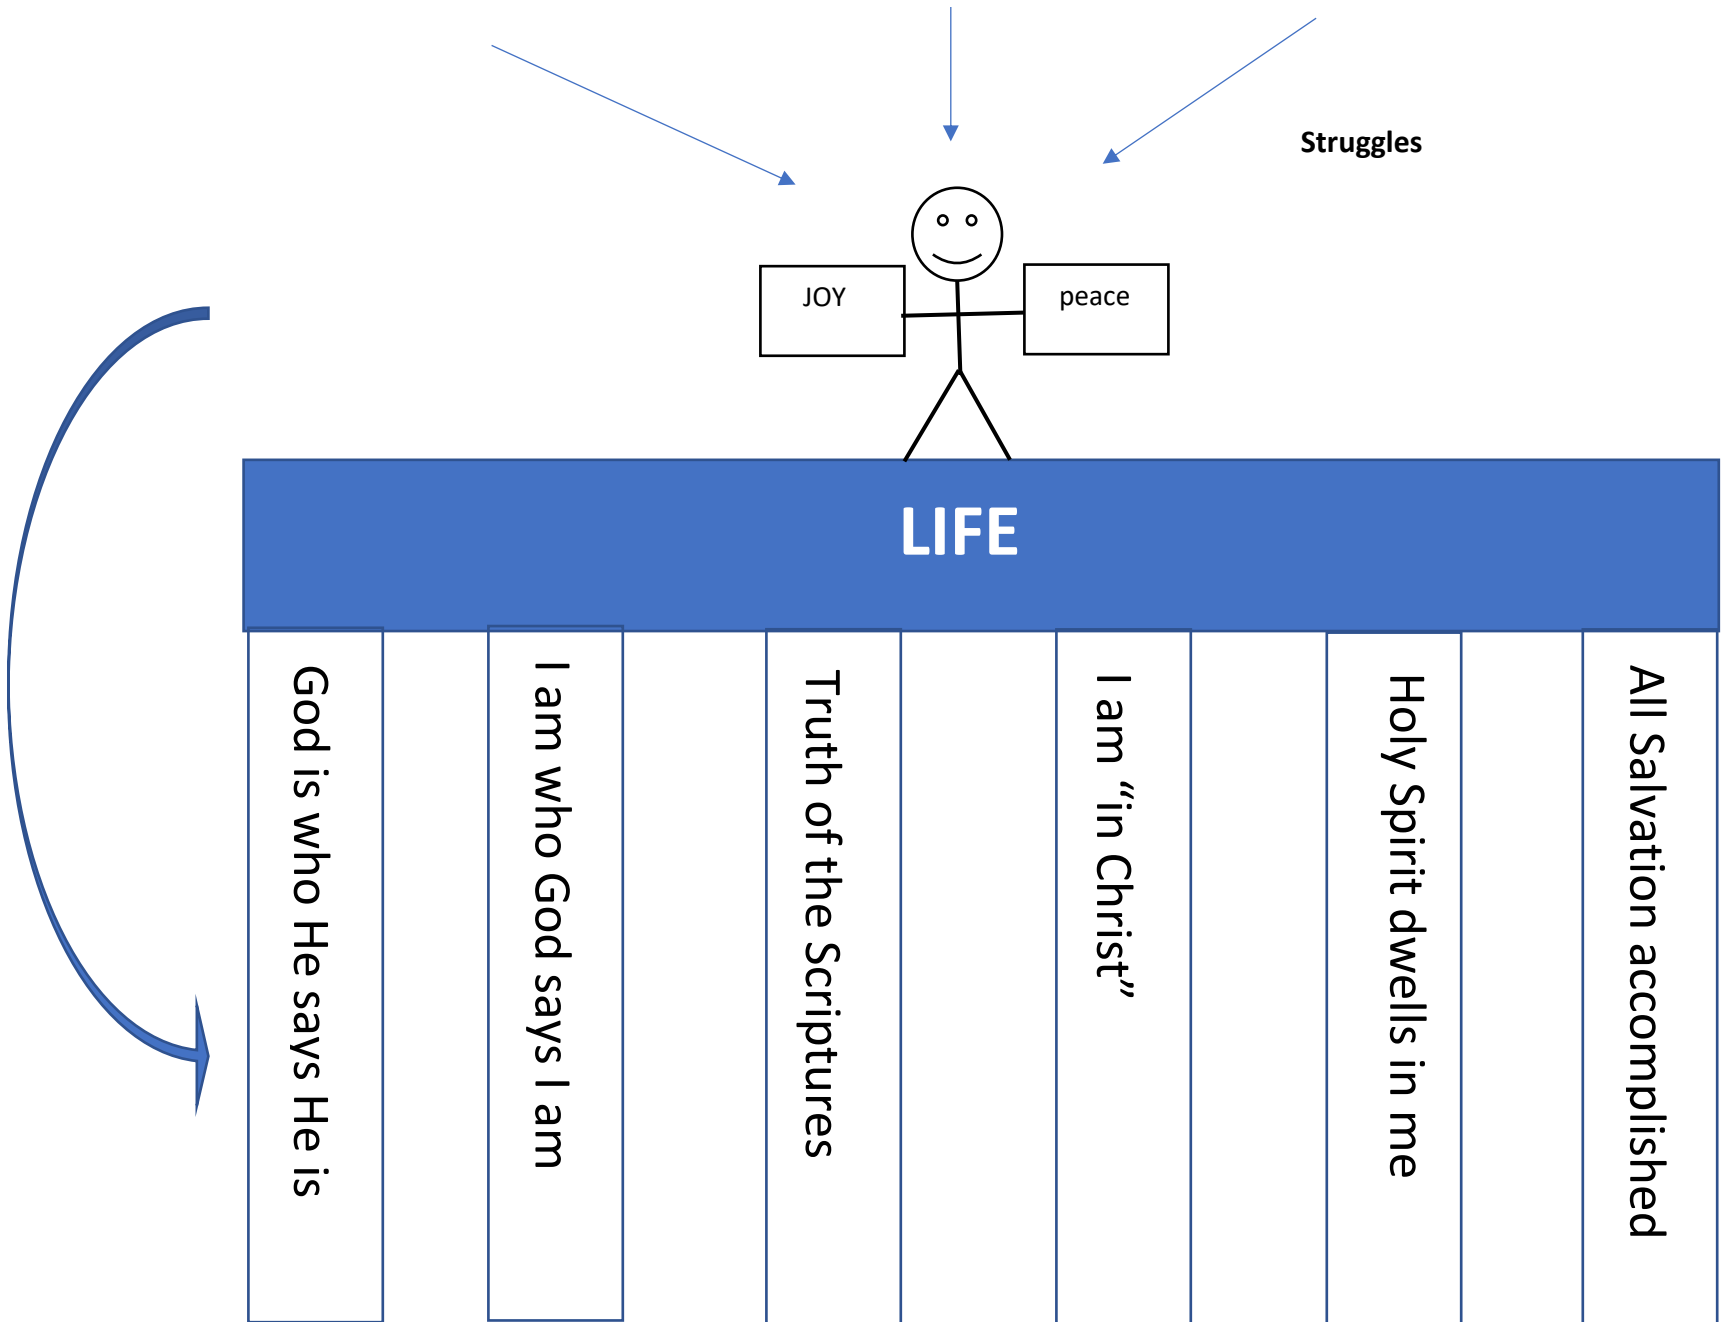 Struggles
JOY
peace
LIFE
God is who He says He is
I am who God says I am
Truth of the Scriptures
I am “in Christ”
Holy Spirit dwells in me
All Salvation accomplished